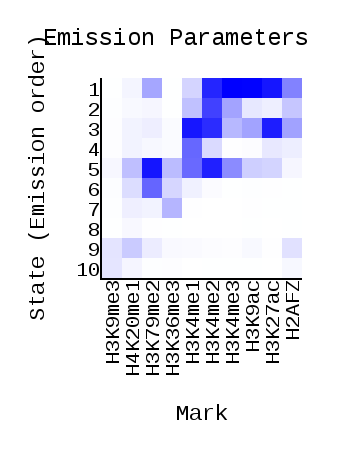 Emission Parameters
State (Emission order)
1
2
3
4
5
6
7
8
9
10
H3K9me3
H4K20me1
H3K79me2
H3K36me3
H3K4me1
H3K4me2
H3K4me3
H3K9ac
H3K27ac
H2AFZ
Mark